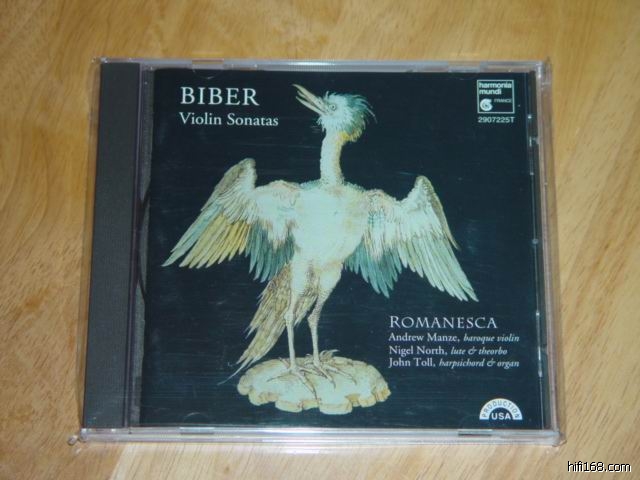 BIBER
Violin Sonatas
harmonia
mundi
FRANCE
2907225T
ROMANESCA
Andrew Manze, baroque violin
Nigel North, lute & theorbo
John Toll, harpsichord & organ
PRODUCTION
USA
hifi168.com